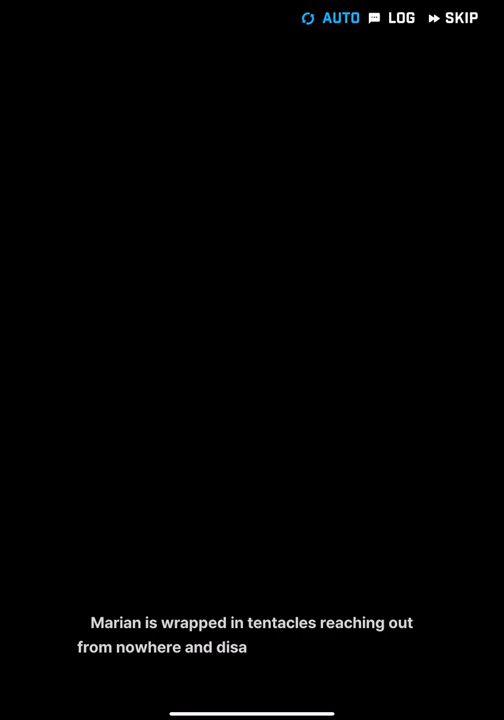 AUTO LOG SKIP
Marian is wrapped in tentacles reaching out
from nowhere and disa